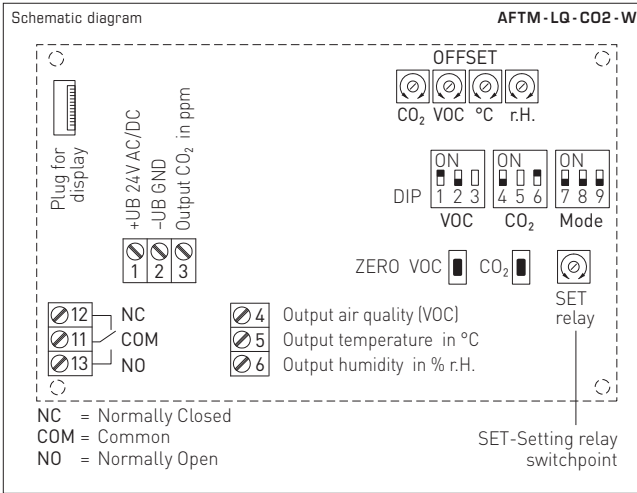 Schematic diagram AFTM-LQ-CO2-W
OFFSET
CO₂ VOC °C r.H.
Plug for
display
+UB 24V AC/DC
–UB GND
Output CO₂ in ppm
1 2 3
ON ON ON
DIP 1 2 3 4 5 6 7 8 9
VOC CO₂ Mode
ZERO VOC CO₂
SET
relay
12 NC
11 COM
13 NO
4 Output air quality (VOC)
5 Output temperature in °C
6 Output humidity in % r.H.
NC = Normally Closed
COM = Common
NO = Normally Open
SET-Setting relay
switchpoint